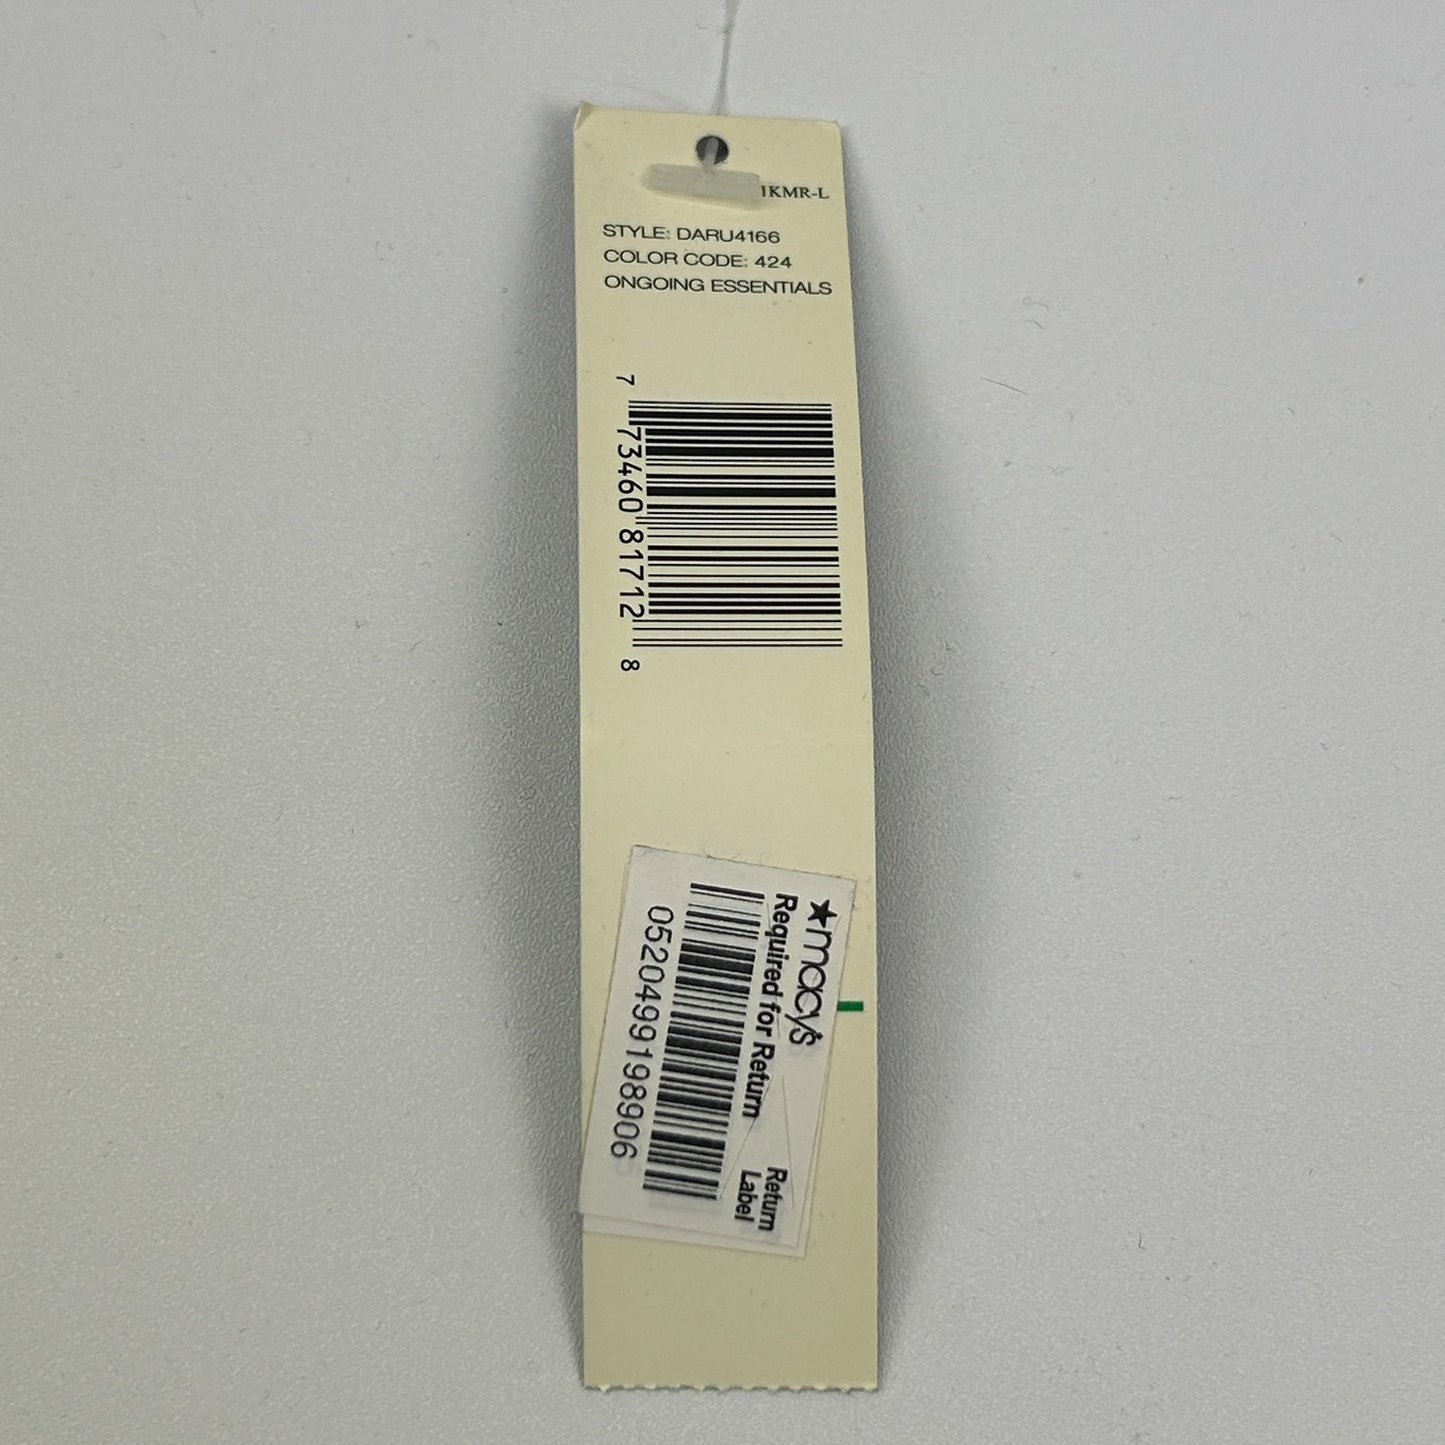 1KMR-L
STYLE: DARU4166
COLOR CODE: 424
ONGOING ESSENTIALS
7 73460 81712 8
★macy's
Required for Return
Return
Label
0520499198906